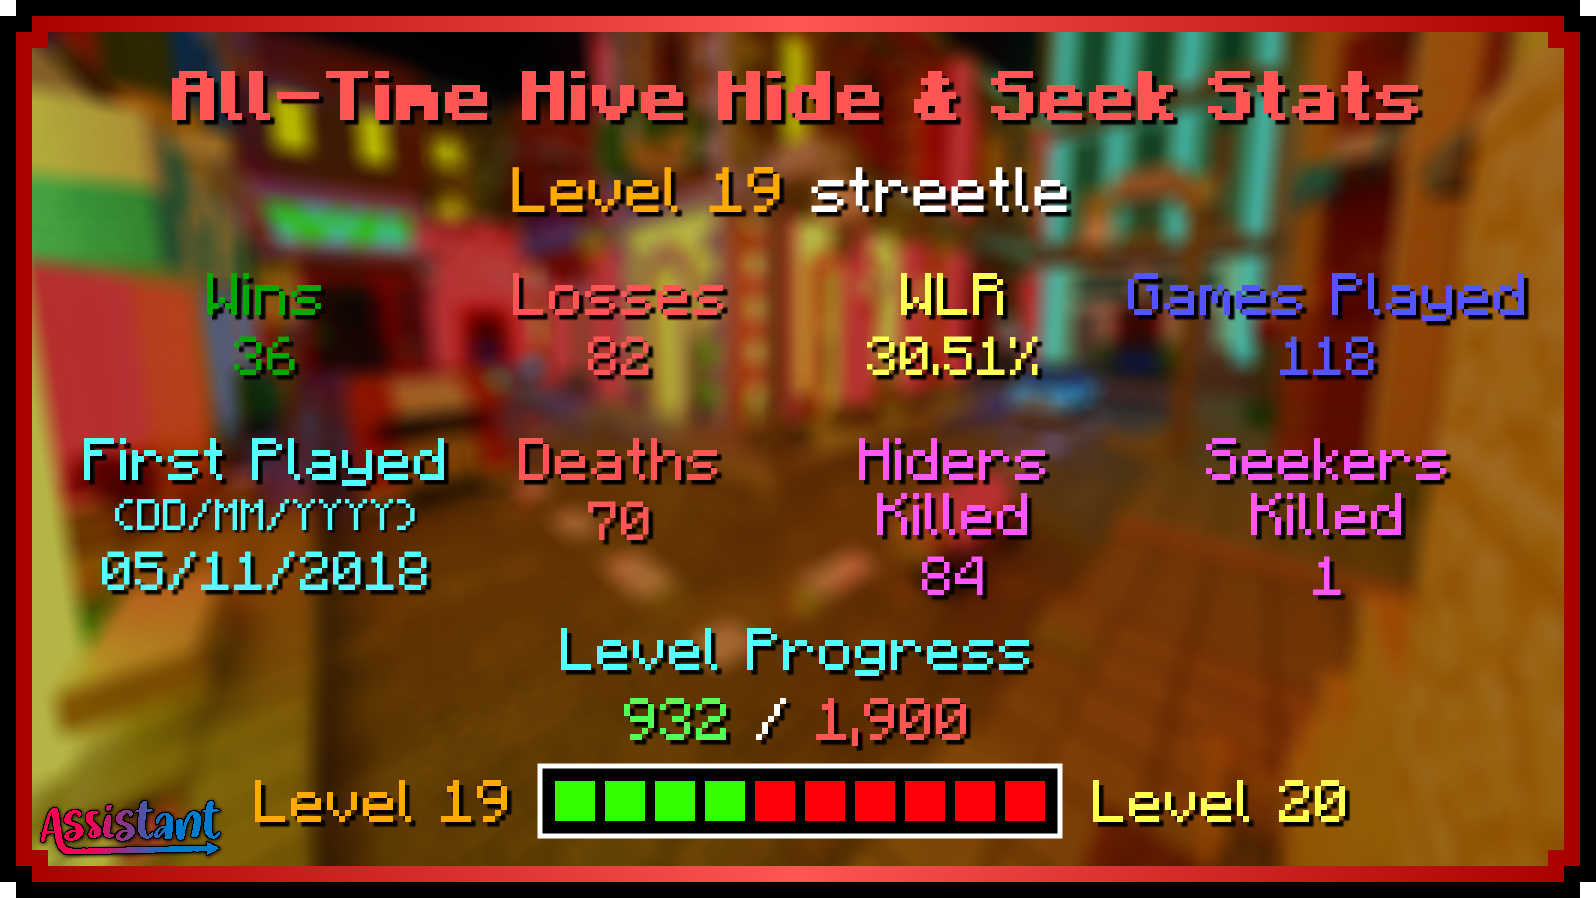 All-Time Hive Hide & Seek Stats
Level 19 streetle
Wins
36
Losses
82
WLR
30.51%
Games Played
118
First Played
(DD/MM/YYYY)
05/11/2018
Deaths
70
Hiders
Killed
84
Seekers
Killed
1
Level Progress
932 / 1,900
Level 19
Level 20
Assistant